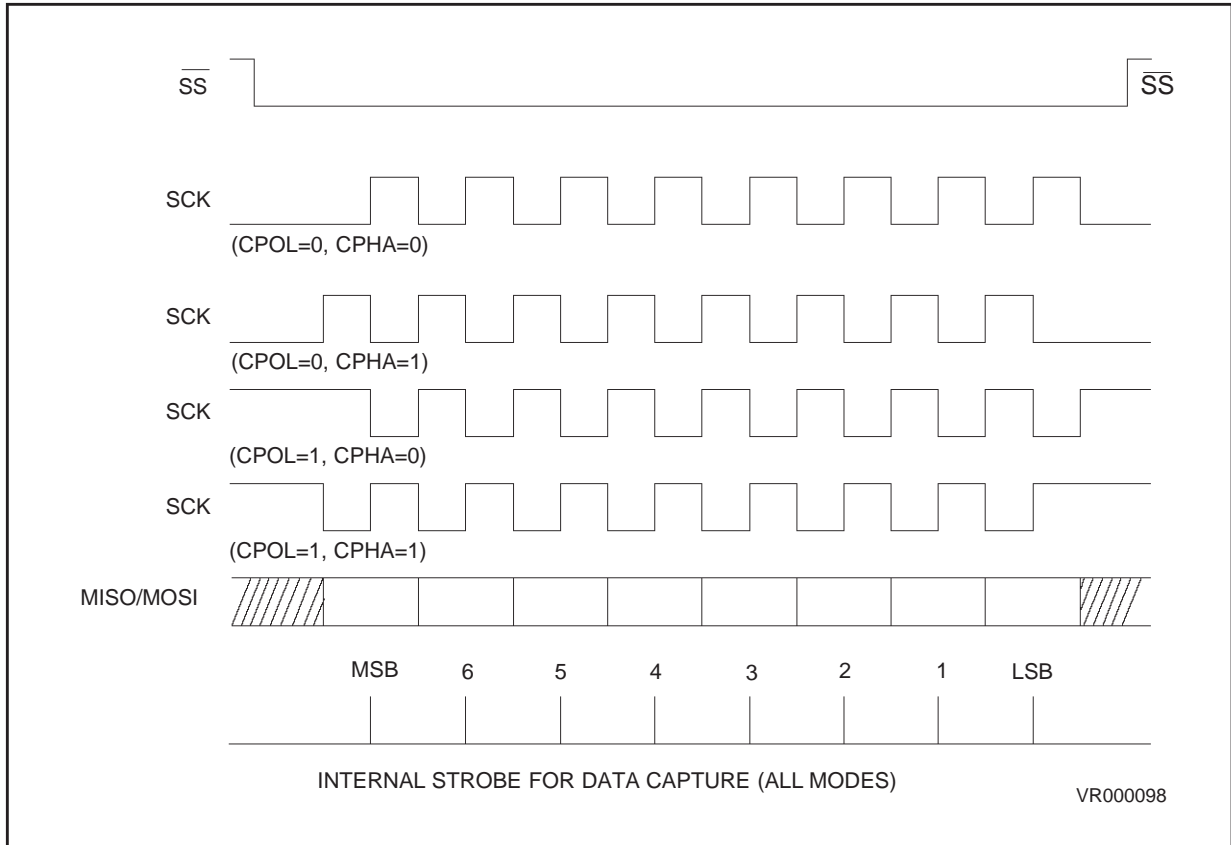 S̅S̅ S̅S̅
SCK
(CPOL=0, CPHA=0)
SCK
(CPOL=0, CPHA=1)
SCK
(CPOL=1, CPHA=0)
SCK
(CPOL=1, CPHA=1)
MISO/MOSI
MSB 6 5 4 3 2 1 LSB
INTERNAL STROBE FOR DATA CAPTURE (ALL MODES)
VR000098